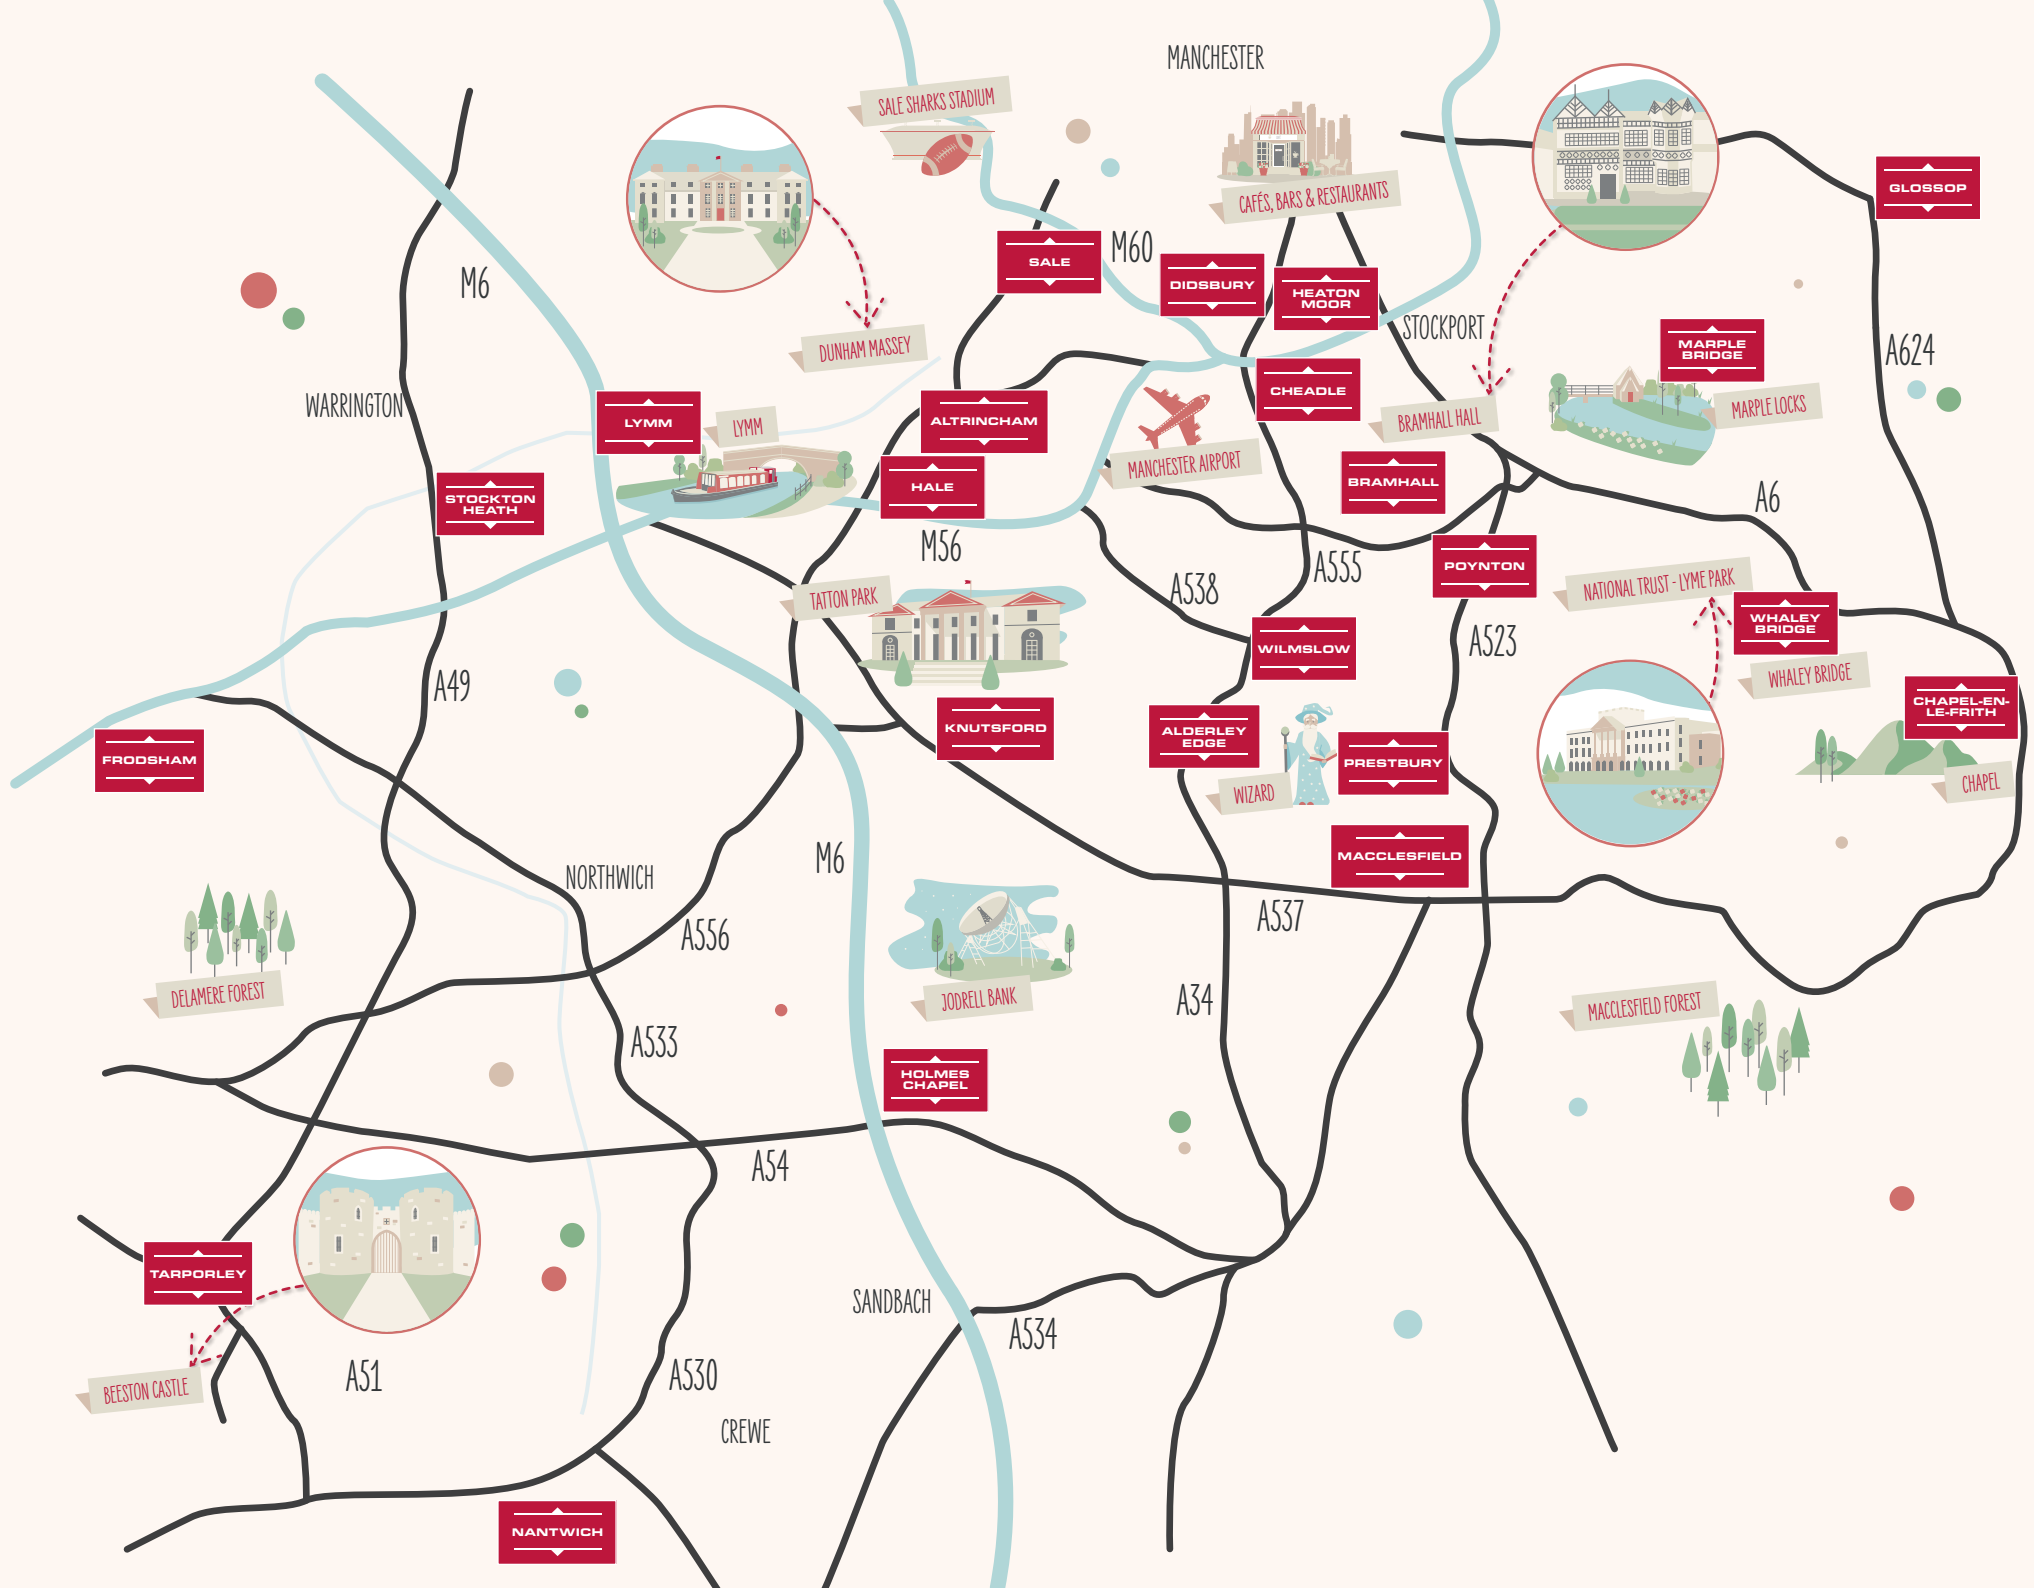 MANCHESTER
SALE SHARKS STADIUM
CAFÉS, BARS & RESTAURANTS
GLOSSOP
M60
SALE
DIDSBURY
HEATON
MOOR
M6
STOCKPORT
DUNHAM MASSEY
MARPLE
BRIDGE
A624
WARRINGTON
LYMM
LYMM
ALTRINCHAM
CHEADLE
BRAMHALL HALL
MARPLE LOCKS
MANCHESTER AIRPORT
STOCKTON
HEATH
HALE
BRAMHALL
A6
M56
A538
A555
POYNTON
NATIONAL TRUST - LYME PARK
TATTON PARK
WHALEY
BRIDGE
WILMSLOW
A523
WHALEY BRIDGE
A49
CHAPEL-EN-
LE-FRITH
KNUTSFORD
ALDERLEY
EDGE
FRODSHAM
PRESTBURY
WIZARD
CHAPEL
MACCLESFIELD
M6
NORTHWICH
A556
A537
DELAMERE FOREST
JODRELL BANK
A34
MACCLESFIELD FOREST
A533
HOLMES
CHAPEL
A54
TARPORLEY
SANDBACH
A534
BEESTON CASTLE
A51
A530
CREWE
NANTWICH